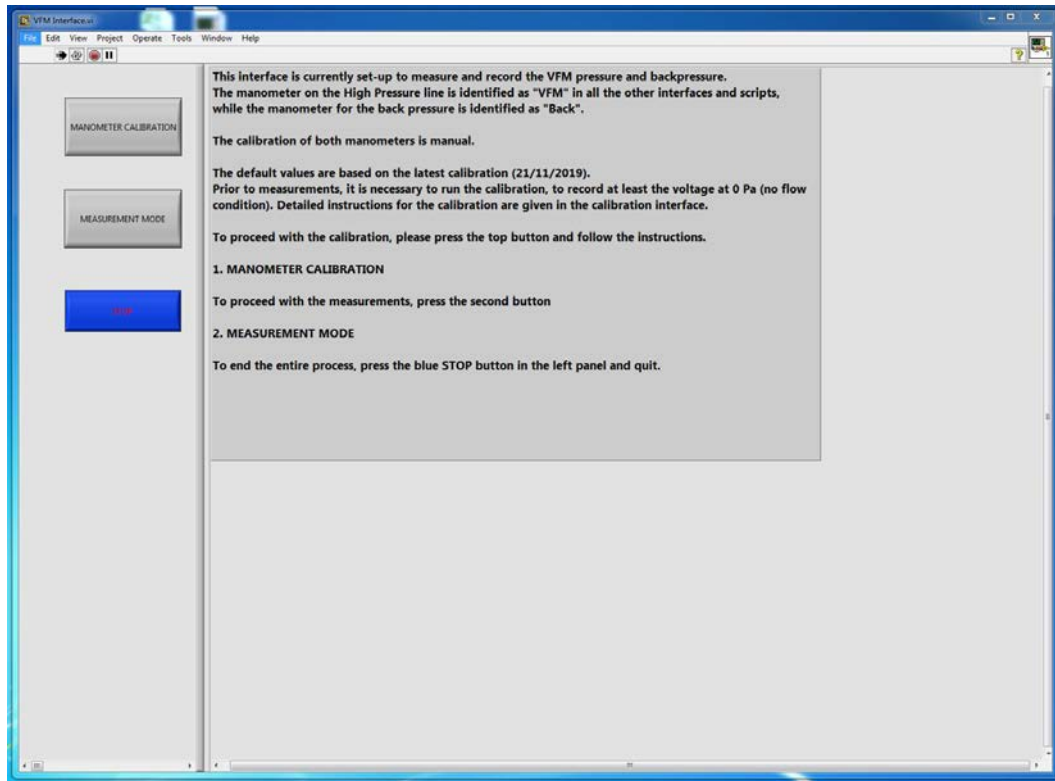 VFM Interface.vi
File Edit View Project Operate Tools Window Help
MANOMETER CALIBRATION
MEASUREMENT MODE
STOP
This interface is currently set-up to measure and record the VFM pressure and backpressure.
The manometer on the High Pressure line is identified as "VFM" in all the other interfaces and scripts,
while the manometer for the back pressure is identified as "Back".
The calibration of both manometers is manual.
The default values are based on the latest calibration (21/11/2019).
Prior to measurements, it is necessary to run the calibration, to record at least the voltage at 0 Pa (no flow
condition). Detailed instructions for the calibration are given in the calibration interface.
To proceed with the calibration, please press the top button and follow the instructions.
1. MANOMETER CALIBRATION
To proceed with the measurements, press the second button
2. MEASUREMENT MODE
To end the entire process, press the blue STOP button in the left panel and quit.